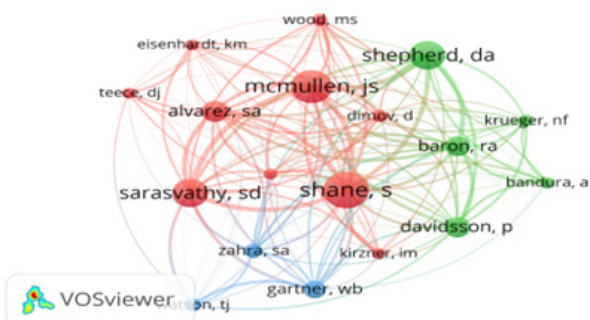 wood, ms
eisenhardt, km
shepherd, da
mcmullen, js
teece, dj
alvarez, sa
dimov, d
krueger, nf
baron, ra
bandura, a
sarasvathy, sd
shane, s
davidsson, p
zahra, sa
kirzner, im
gartner, wb
VOSviewer
tj